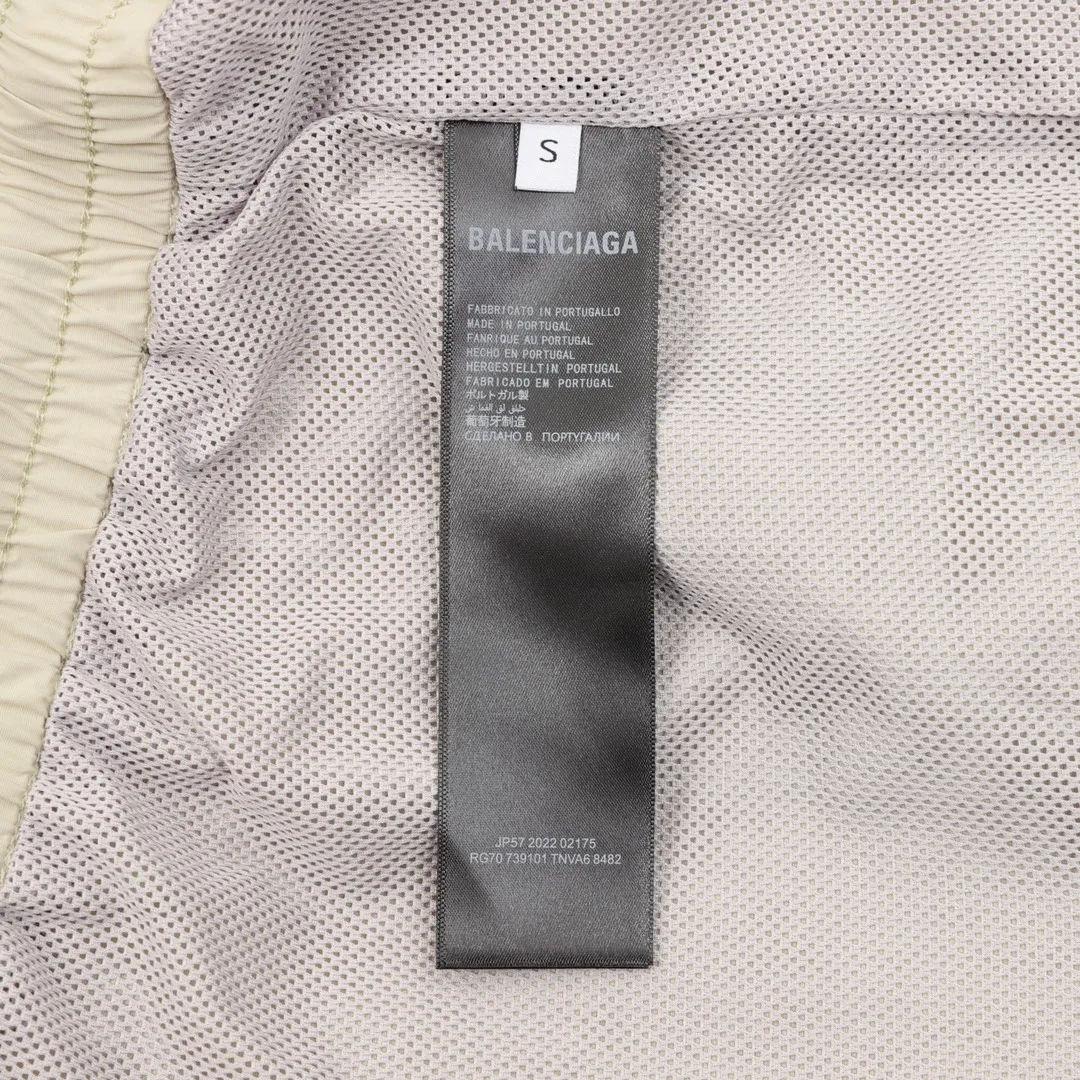 S
BALENCIAGA
FABBRICATO IN PORTUGALLO
MADE IN PORTUGAL
FANRIQUE AU PORTUGAL
HECHO EN PORTUGAL
HERGESTELLTIN PORTUGAL
FABRICADO EM PORTUGAL
ポルトガル製
葡萄牙制造
СДЕЛАНО В ПОРТУГАЛИИ
JP57 2022 02175
RG70 739101 TNVA6 8482